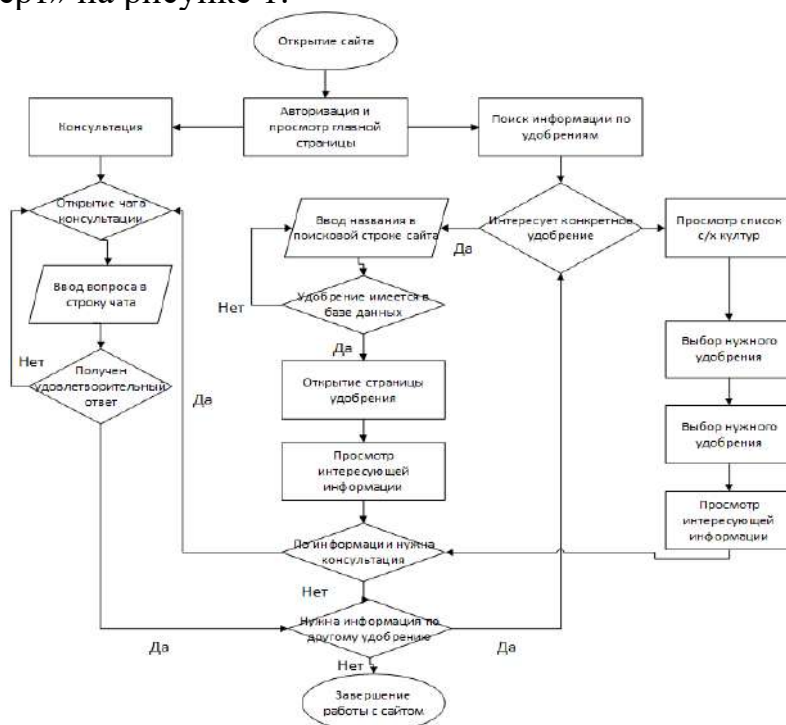 ерт» на рисунке 1.
Открытие сайта
Консультация
Авторизация и
просмотр главной
страницы
Поиск информации по
удобрениям
Открытие чата
консультации
Ввод названия в
поисковой строке сайта
Интересует конкретное
удобрение
Просмотр список
с/х култур
Да
Ввод вопроса в
строку чата
Нет
Удобрение имеется в
базе данных
Да
Нет
Получен
удовлетворительный
ответ
Да
Открытие страницы
удобрения
Выбор нужного
удобрения
Просмотр
интересующей
информации
Выбор нужного
удобрения
Просмотр
интересующей
информации
По информации нужна
консультация
Нет
Нужна информация по
другому удобрению
Да
Да
Нет
Завершение
работы с сайтом